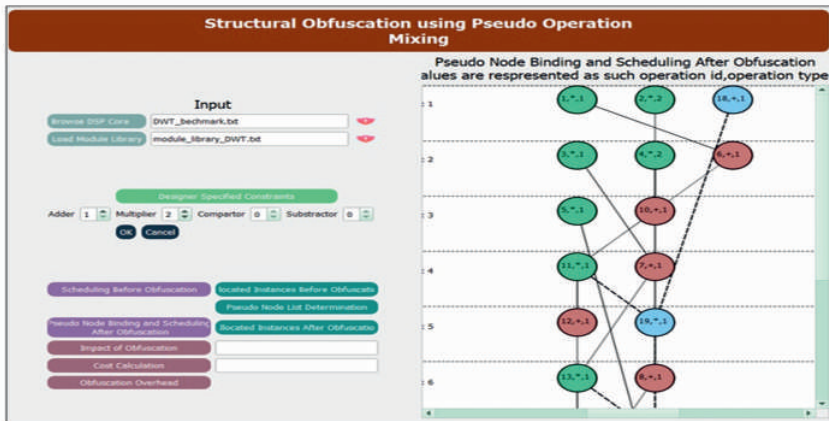 Structural Obfuscation using Pseudo Operation
Mixing
Input
Browse DSP Core DWT_bechmark.txt
Load Module Library module_library_DWT.txt
Designer Specified Constraints
Adder 1 Multiplier 2 Compartor 0 Substractor 0
OK Cancel
Scheduling Before Obfuscation located Instances Before Obfuscate
Pseudo Node List Determination
Pseudo Node Binding and Scheduling
After Obfuscation
llocated Instances After Obfuscatio
Impact of Obfuscation
Cost Calculation
Obfuscation Overhead
Pseudo Node Binding and Scheduling After Obfuscation
alues are respresented as such operation id,operation type
: 1 1,*,1 2,*,2 18,+,1
: 2 3,*,1 4,*,2 6,+,1
: 3 5,*,1 10,+,1
: 4 11,*,1 7,+,1
: 5 12,+,1 19,*,1
: 6 13,*,1 8,+,1